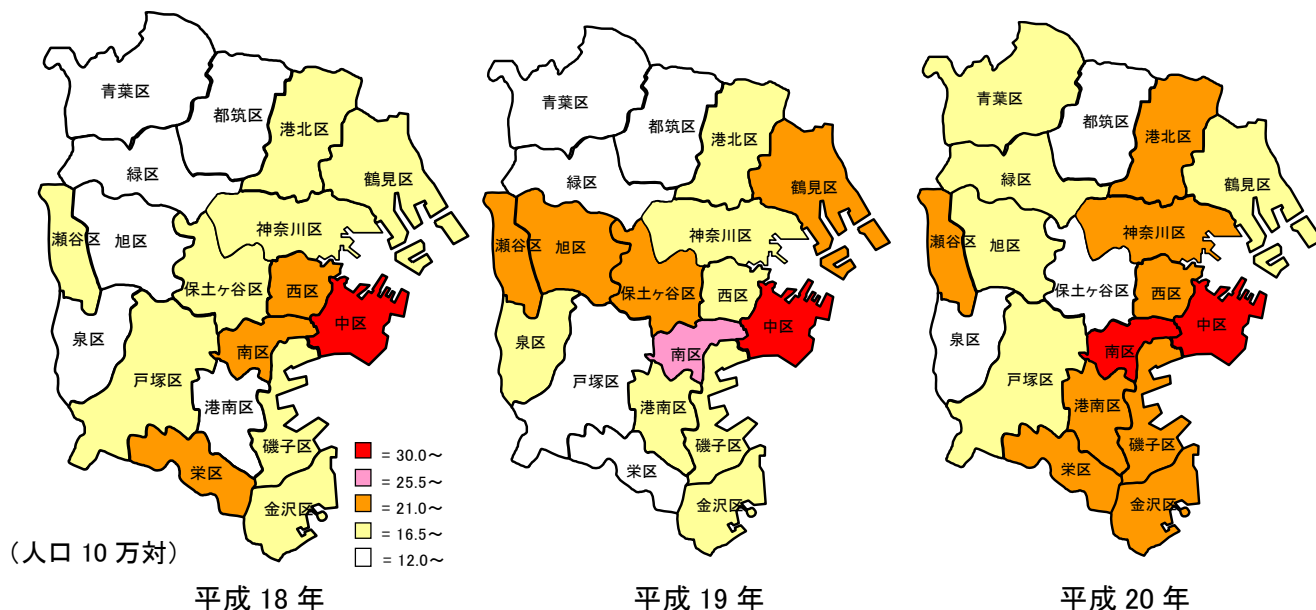 青葉区
都筑区
港北区
緑区
鶴見区
瀬谷区
旭区
神奈川区
保土ヶ谷区
西区
中区
泉区
南区
戸塚区
港南区
磯子区
栄区
金沢区
= 30.0～
= 25.5～
= 21.0～
= 16.5～
= 12.0～
（人口 10 万対）
平成 18 年
青葉区
都筑区
港北区
緑区
鶴見区
瀬谷区
旭区
神奈川区
保土ヶ谷区
西区
中区
泉区
南区
戸塚区
港南区
磯子区
栄区
金沢区
平成 19 年
青葉区
都筑区
港北区
緑区
鶴見区
瀬谷区
旭区
神奈川区
保土ヶ谷区
西区
中区
泉区
南区
戸塚区
港南区
磯子区
栄区
金沢区
平成 20 年